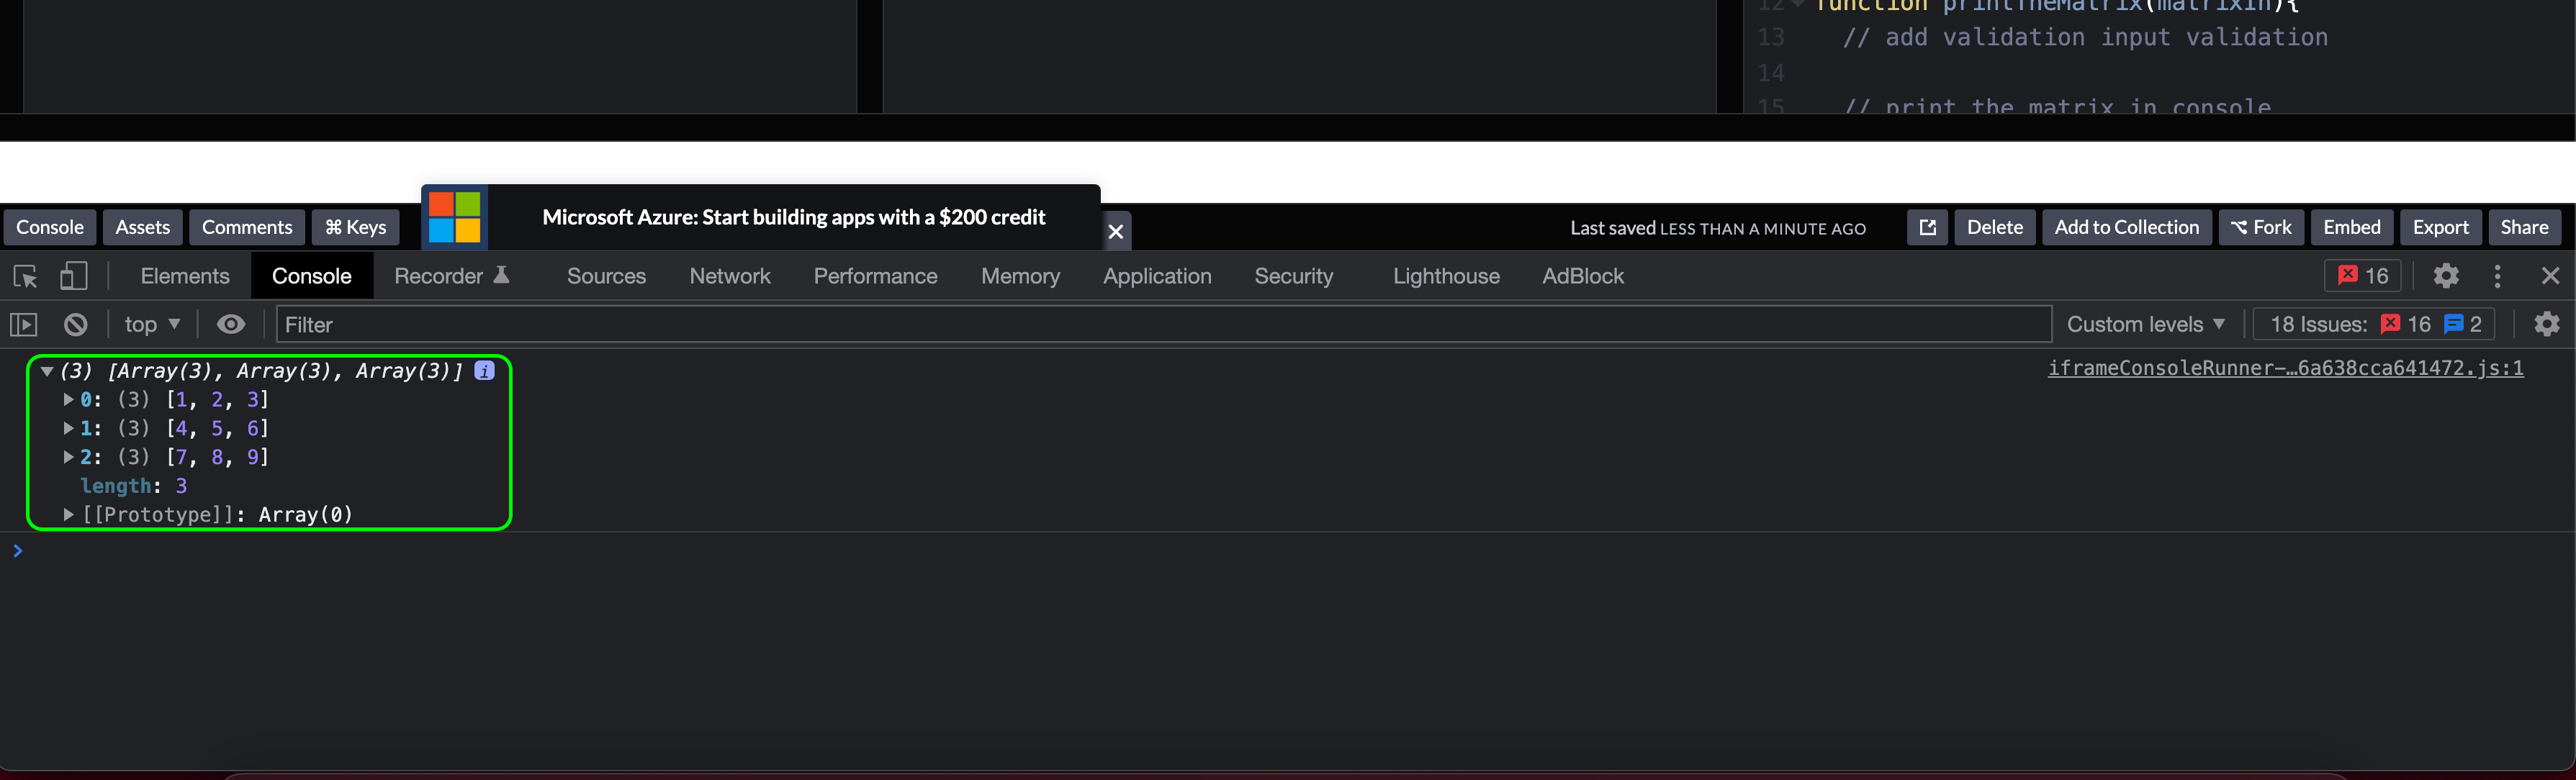 12 function printTheMatrix(matrixIn){
13 // add validation input validation
14
15 // print the matrix in console
Microsoft Azure: Start building apps with a $200 credit
Console Assets Comments ⌘ Keys × Last saved LESS THAN A MINUTE AGO Delete Add to Collection Fork Embed Export Share
Elements Console Recorder Sources Network Performance Memory Application Security Lighthouse AdBlock 16
top ▼ Filter Custom levels ▼ 18 Issues: 16 2
▼ (3) [Array(3), Array(3), Array(3)] i iframeConsoleRunner-…6a638cca641472.js:1
▶ 0: (3) [1, 2, 3]
▶ 1: (3) [4, 5, 6]
▶ 2: (3) [7, 8, 9]
length: 3
▶ [[Prototype]]: Array(0)
>